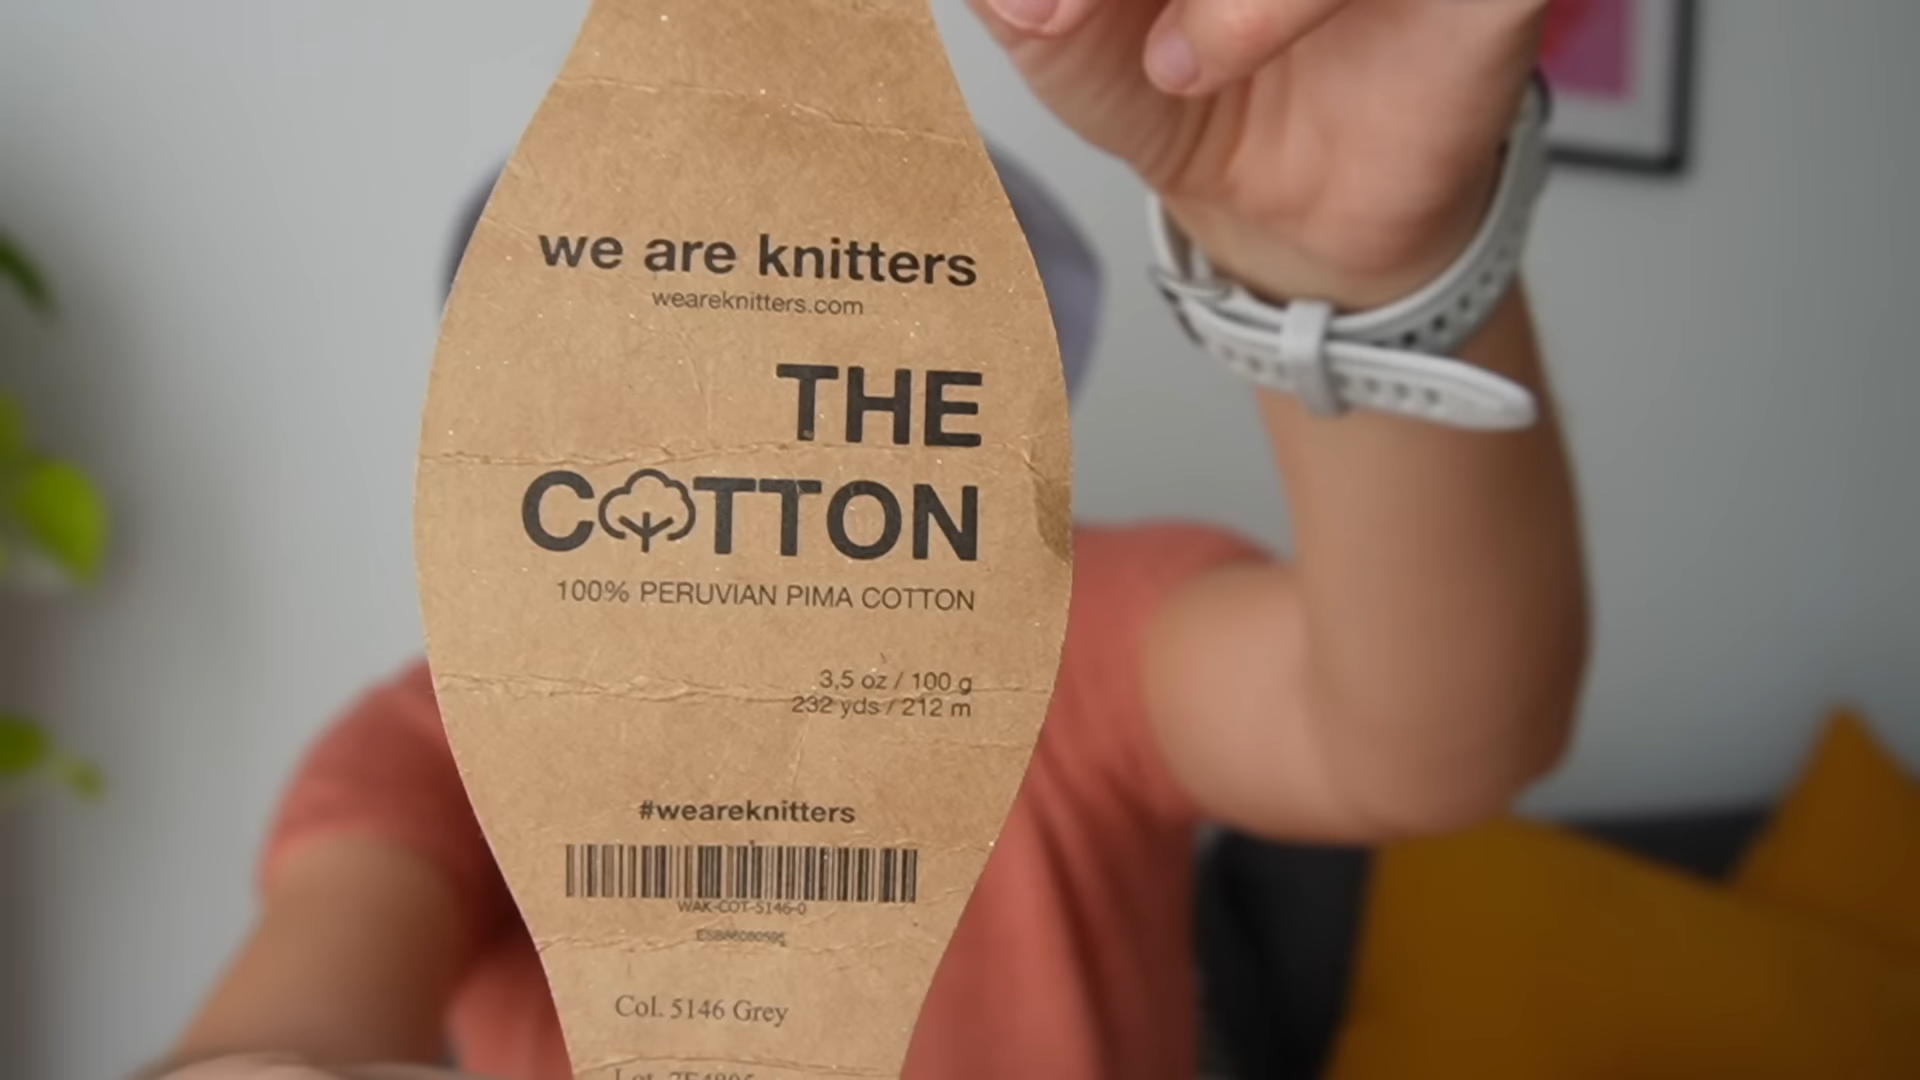 we are knitters
weareknitters.com
THE
COTTON
100% PERUVIAN PIMA COTTON
3,5 oz / 100 g
232 yds / 212 m
#weareknitters
WAK-COT-5146-0
Col. 5146 Grey
Lot.